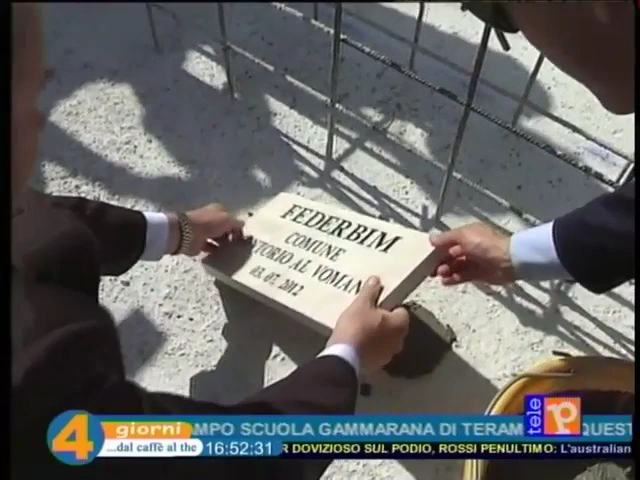 FEDERBIM
COMUNE
NTORIO AL VOMAN
03. 07. 2012
tele P
4 giorni
MPO SCUOLA GAMMARANA DI TERAM QUEST
...dal caffè al the
16:52:31
R DOVIZIOSO SUL PODIO, ROSSI PENULTIMO: L'australian